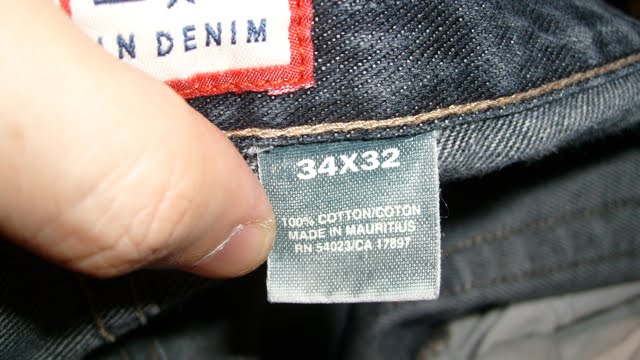 N DENIM
34X32
100% COTTON/COTON
MADE IN MAURITIUS
RN 54023/CA 17897